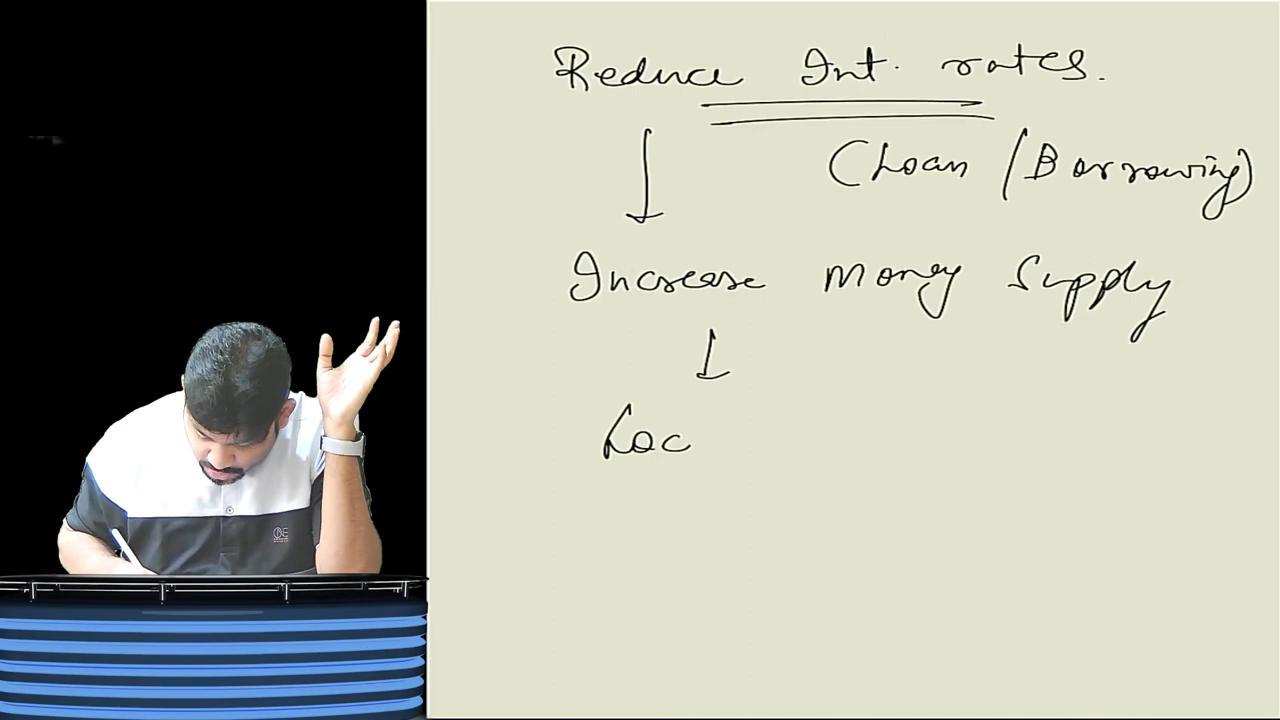 Reduce Int. rates.
(Loan / Borrowing)
Increase Money Supply
Loc